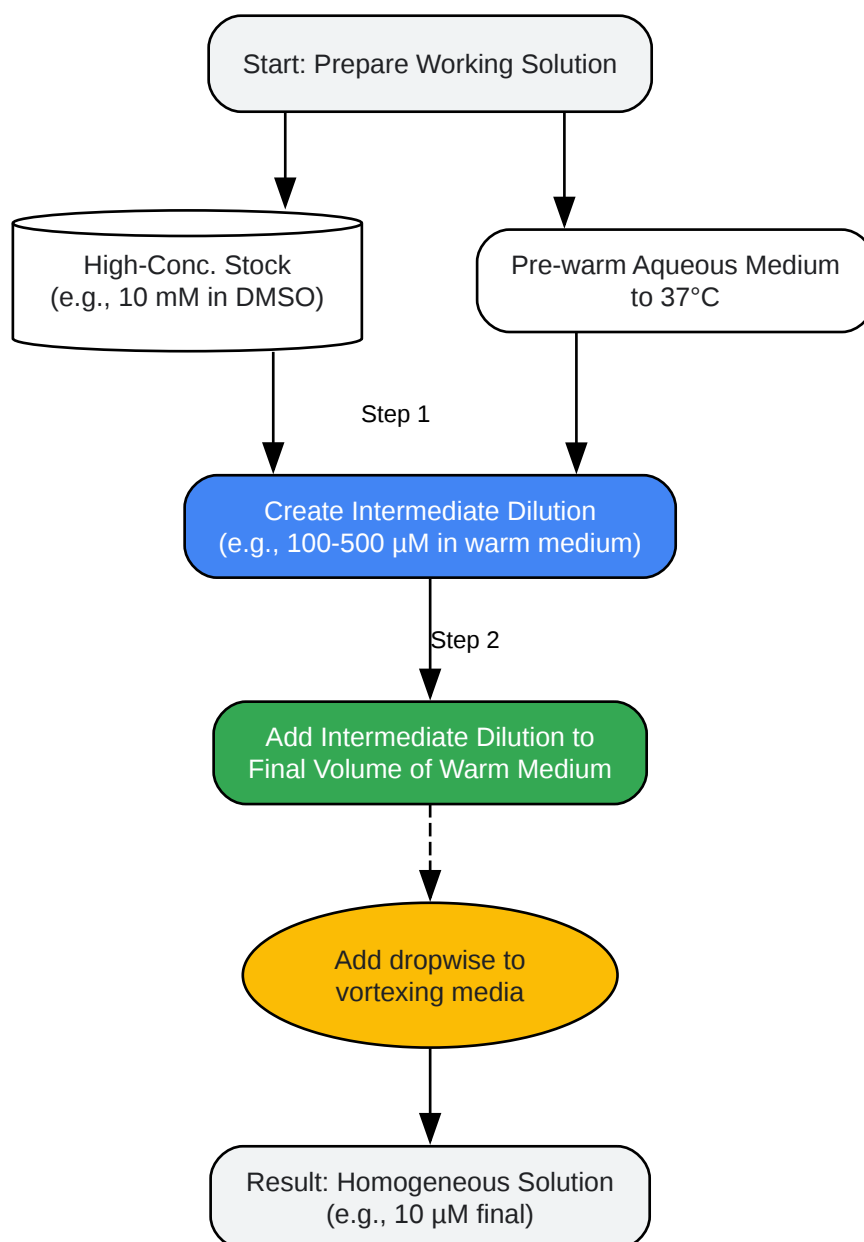 Start: Prepare Working Solution
High-Conc. Stock
(e.g., 10 mM in DMSO)
Pre-warm Aqueous Medium
to 37°C
Step 1
Create Intermediate Dilution
(e.g., 100-500 µM in warm medium)
Step 2
Add Intermediate Dilution to
Final Volume of Warm Medium
Add dropwise to
vortexing media
Result: Homogeneous Solution
(e.g., 10 µM final)